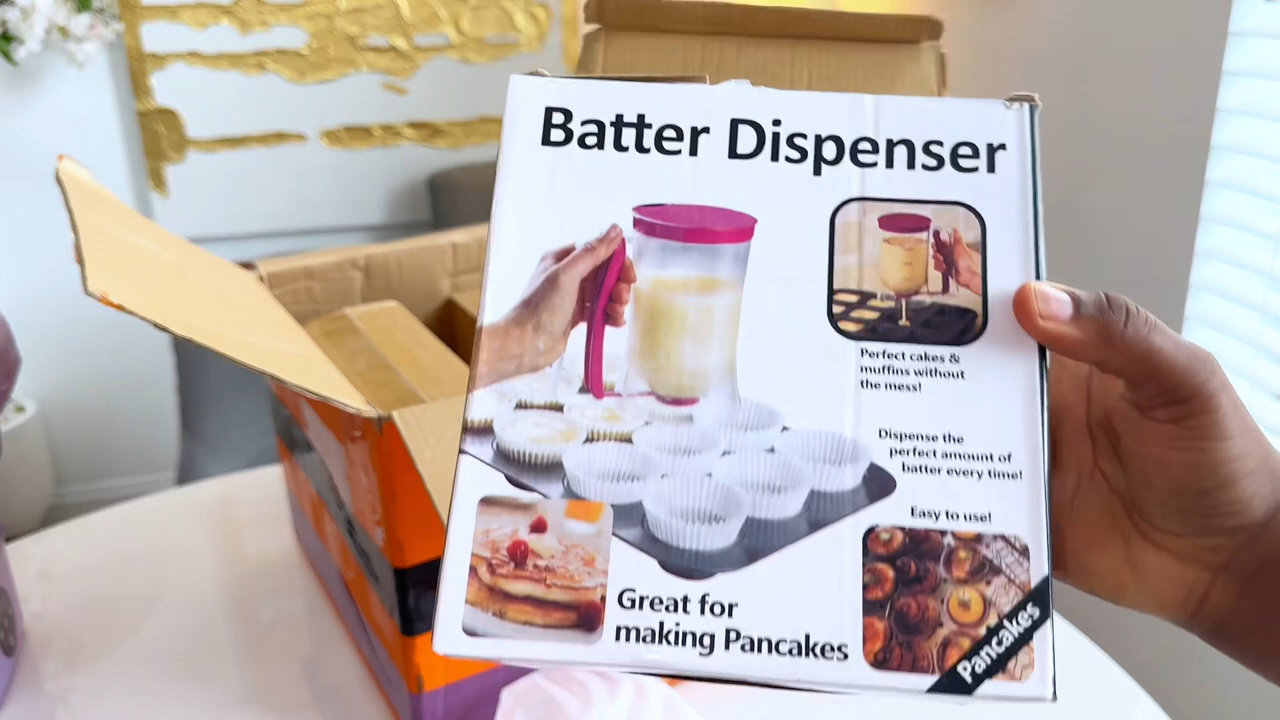 Batter Dispenser
Perfect cakes &
muffins without
the mess!
Dispense the
perfect amount of
batter every time!
Easy to use!
Great for
making Pancakes
Pancakes